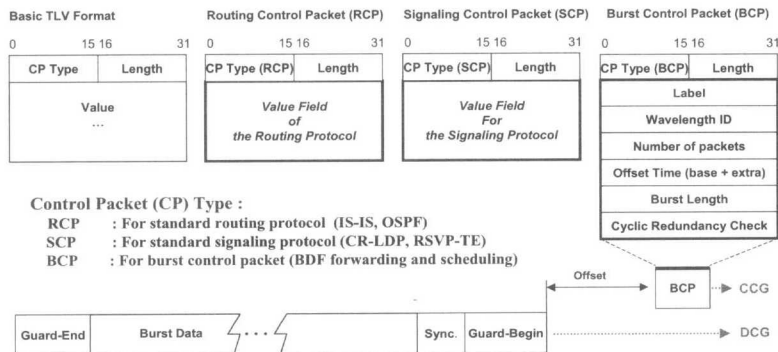 Basic TLV Format
Routing Control Packet (RCP)
Signaling Control Packet (SCP)
Burst Control Packet (BCP)
0 15 16 31
0 15 16 31
0 15 16 31
0 15 16 31
CP Type Length
CP Type (RCP) Length
CP Type (SCP) Length
CP Type (BCP) Length
Value
...
Value Field
of
the Routing Protocol
Value Field
For
the Signaling Protocol
Label
Wavelength ID
Number of packets
Offset Time (base + extra)
Burst Length
Cyclic Redundancy Check
Control Packet (CP) Type :
RCP : For standard routing protocol (IS-IS, OSPF)
SCP : For standard signaling protocol (CR-LDP, RSVP-TE)
BCP : For burst control packet (BDF forwarding and scheduling)
Offset
BCP
CCG
Guard-End
Burst Data
...
Sync.
Guard-Begin
DCG